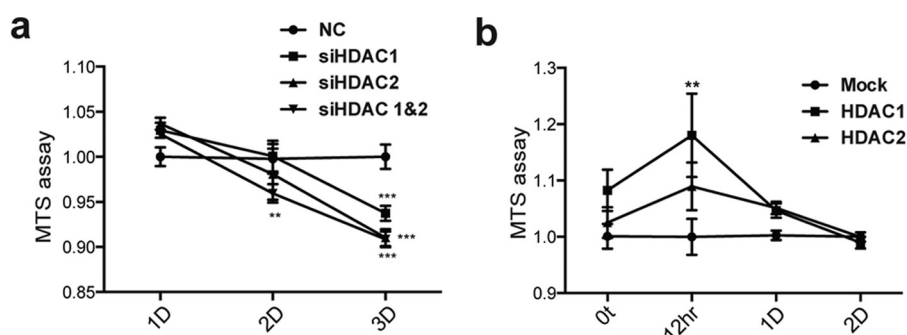 a
NC
siHDAC1
siHDAC2
siHDAC 1&2
MTS assay
1.10
1.05
1.00
0.95
0.90
0.85
**
***
***
***
1D
2D
3D
b
Mock
HDAC1
HDAC2
MTS assay
1.3
1.2
1.1
1.0
0.9
**
0t
12hr
1D
2D